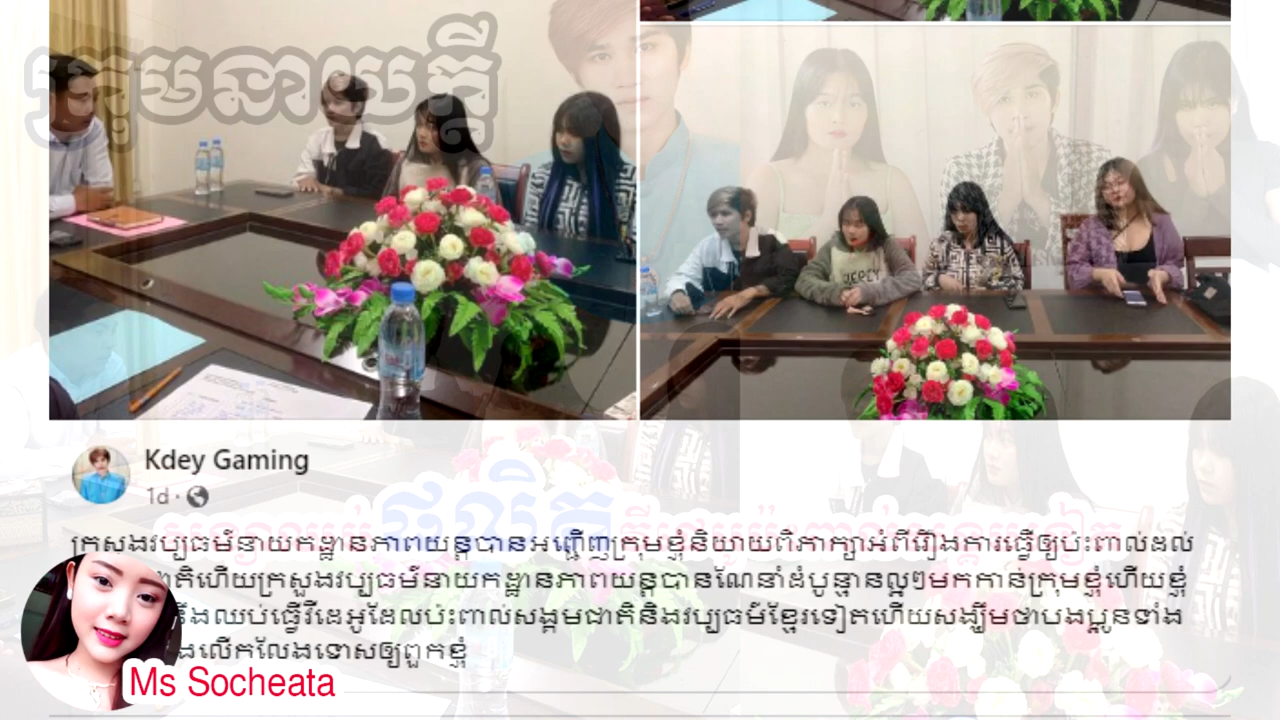 ក្រុមនាយក្ដី
Kdey Gaming
1d ·
ក្រសួងវប្បធម៌នាយកដ្ឋានភាពយន្តបានអញ្ជើញក្រុមខ្ញុំនិយាយពិភាក្សាអំពីរឿងការធ្វើឲ្យប៉ះពាល់ដល់
តិហើយក្រសួងវប្បធម៌នាយកដ្ឋានភាពយន្តបានណែនាំដំបូន្មានល្អៗមកកាន់ក្រុមខ្ញុំហើយខ្ញុំ
នឹងឈប់ធ្វើវីដេអូដែលប៉ះពាល់សង្គមជាតិនិងវប្បធម៌ខ្មែរទៀតហើយសង្ឃឹមថាបងប្អូនទាំង
ងលើកលែងទោសឲ្យពួកខ្ញុំ
ផលិត
Ms Socheata